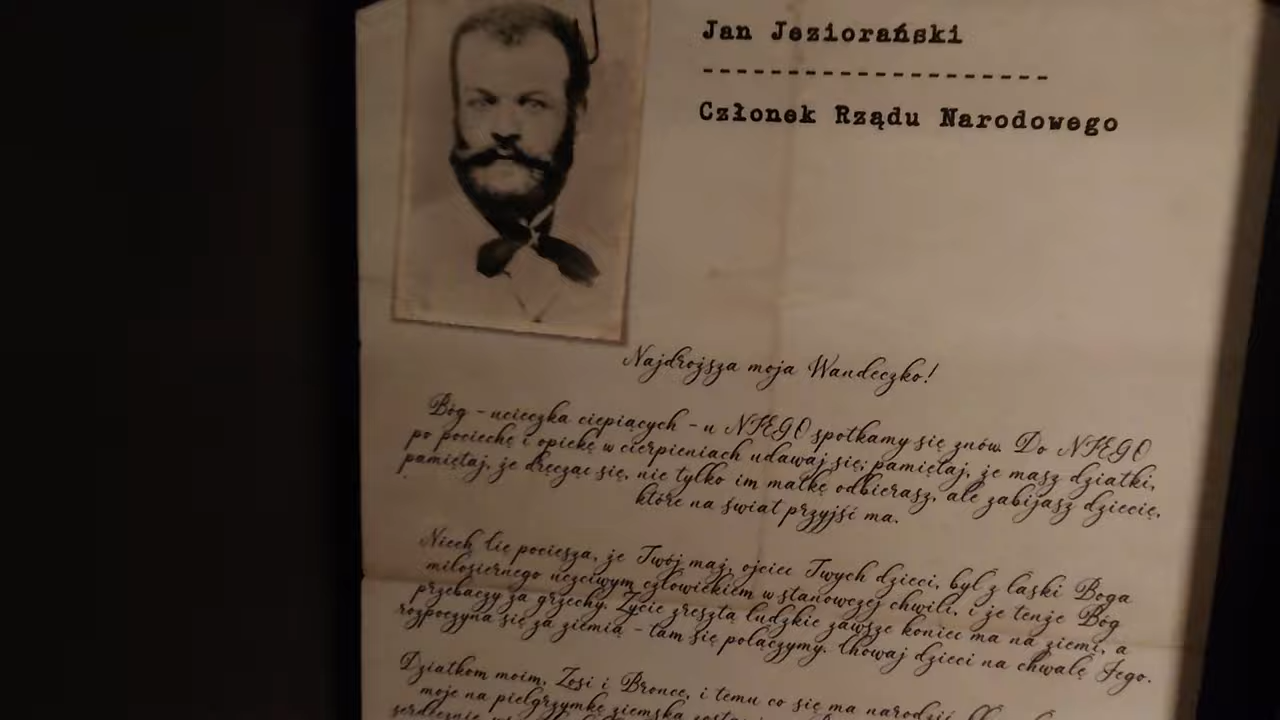 Jan Jeziorański
--------------------
Członek Rządu Narodowego
Najdroższa moja Wandeczko!
Bóg - ucieczka ciepiących - u NIEGO spotkamy się znów. Do NIEGO
po pociechę i opiekę w cierpieniach udawaj się; pamiętaj, że masz dziatki,
pamiętaj, że dręcząc się, nie tylko im matkę odbierasz, ale zabijasz dziecię,
które na świat przyjść ma.
Niech Cię pociesza, że Twój mąż, ojciec Twych dzieci, był z łaski Boga
miłosiernego uczciwym człowiekiem w stanowczej chwili, i że tenże Bóg
przebaczy za grzechy. Życie zresztą ludzkie zawsze koniec ma na ziemi, a
rozpoczyna się za ziemią - tam się połączymy. Chowaj dzieci na chwałę Jego.
Dziatkom moim, Zosi i Bronce, i temu co się ma narodzić
moje na pielgrzymkę ziemską
serdecznie